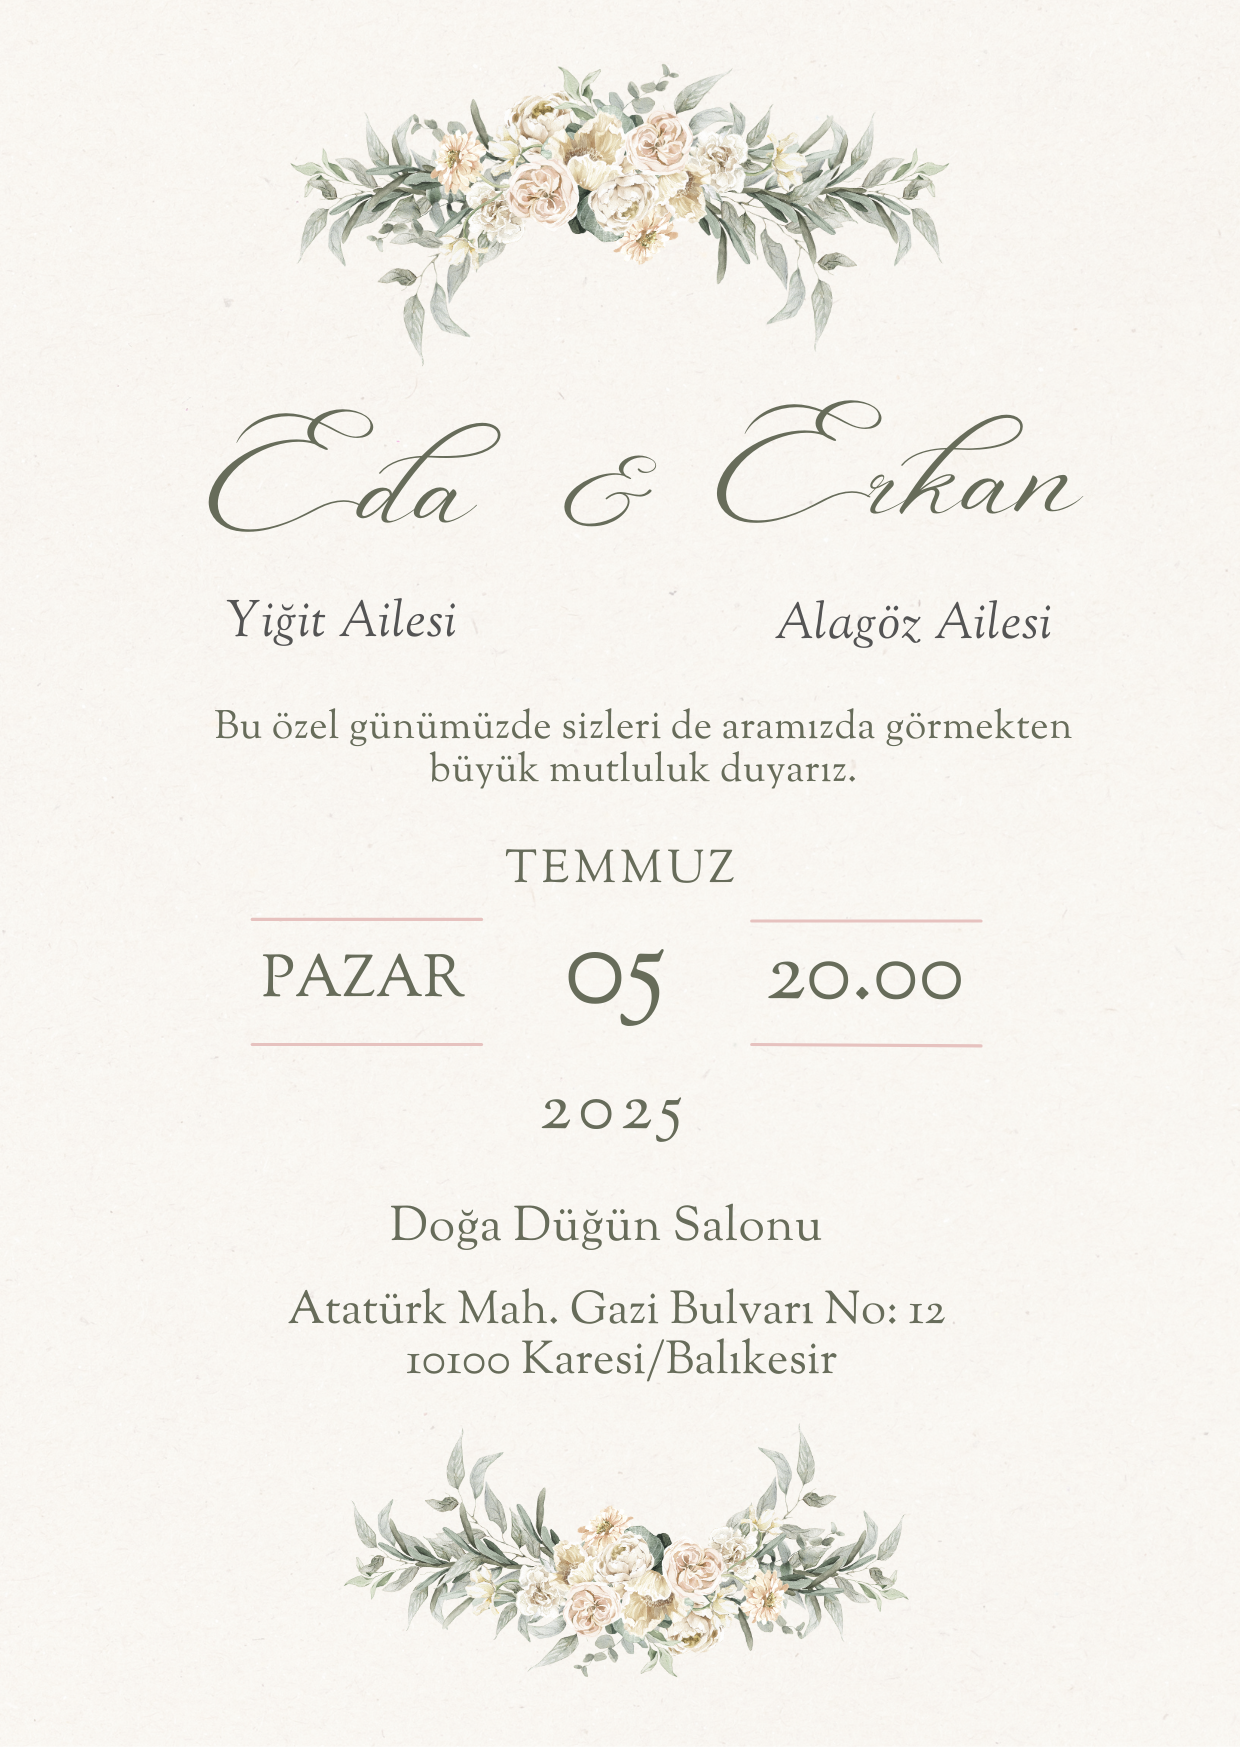 Eda & Erkan
Yiğit Ailesi Alagöz Ailesi
Bu özel günümüzde sizleri de aramızda görmekten
büyük mutluluk duyarız.
TEMMUZ
PAZAR 05 20.00
2025
Doğa Düğün Salonu
Atatürk Mah. Gazi Bulvarı No: 12
10100 Karesi/Balıkesir